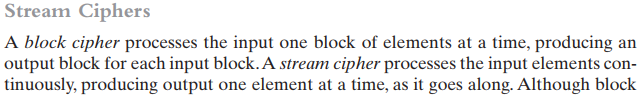 Stream Ciphers
A block cipher processes the input one block of elements at a time, producing an
output block for each input block. A stream cipher processes the input elements con-
tinuously, producing output one element at a time, as it goes along. Although block